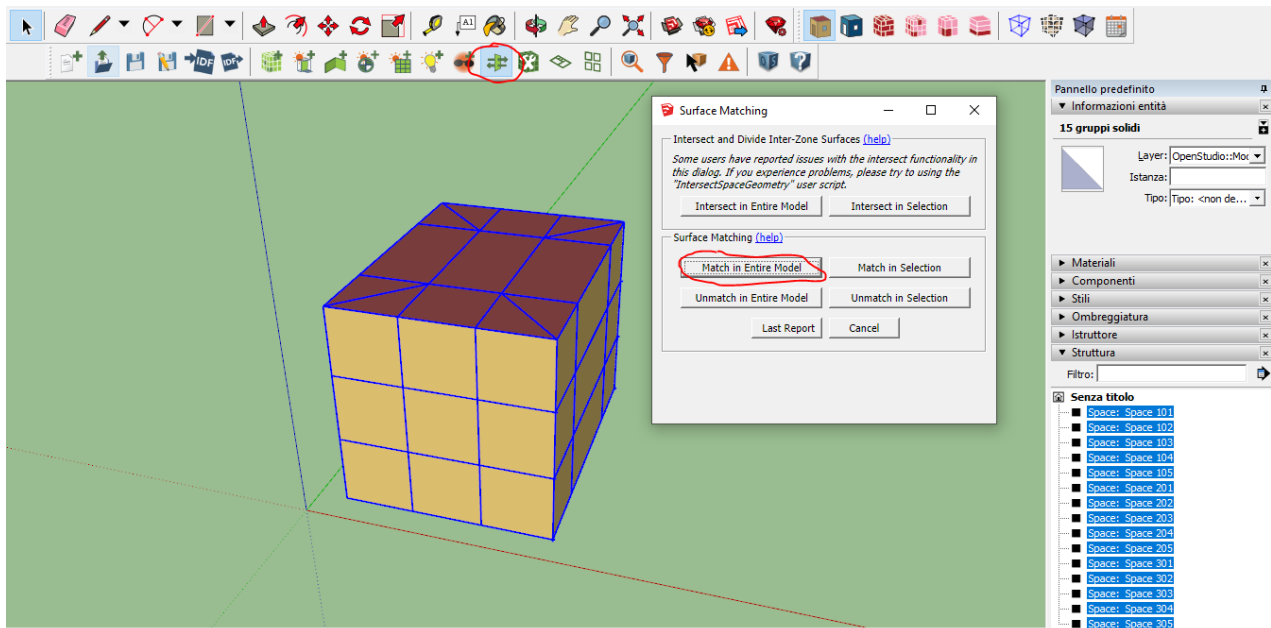 A1
IDF
IDF
Surface Matching
Intersect and Divide Inter-Zone Surfaces (help)
Some users have reported issues with the intersect functionality in
this dialog. If you experience problems, please try to using the
"IntersectSpaceGeometry" user script.
Intersect in Entire Model
Intersect in Selection
Surface Matching (help)
Match in Entire Model
Match in Selection
Unmatch in Entire Model
Unmatch in Selection
Last Report
Cancel
Pannello predefinito
Informazioni entità
15 gruppi solidi
Layer: OpenStudio::Moc
Istanza:
Tipo: Tipo: <non de...
Materiali
Componenti
Stili
Ombreggiatura
Istruttore
Struttura
Filtro:
Senza titolo
Space: Space 101
Space: Space 102
Space: Space 103
Space: Space 104
Space: Space 105
Space: Space 201
Space: Space 202
Space: Space 203
Space: Space 204
Space: Space 205
Space: Space 301
Space: Space 302
Space: Space 303
Space: Space 304
Space: Space 305